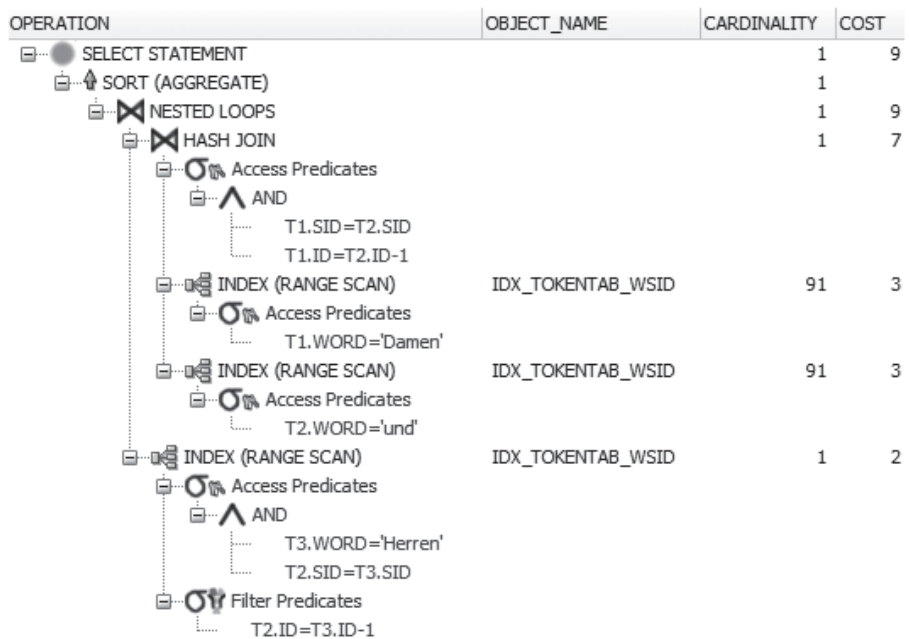 OPERATION OBJECT_NAME CARDINALITY COST
SELECT STATEMENT 1 9
SORT (AGGREGATE) 1
NESTED LOOPS 1 9
HASH JOIN 1 7
Access Predicates
AND
T1.SID=T2.SID
T1.ID=T2.ID-1
INDEX (RANGE SCAN) IDX_TOKENTAB_WSID 91 3
Access Predicates
T1.WORD='Damen'
INDEX (RANGE SCAN) IDX_TOKENTAB_WSID 91 3
Access Predicates
T2.WORD='und'
INDEX (RANGE SCAN) IDX_TOKENTAB_WSID 1 2
Access Predicates
AND
T3.WORD='Herren'
T2.SID=T3.SID
Filter Predicates
T2.ID=T3.ID-1